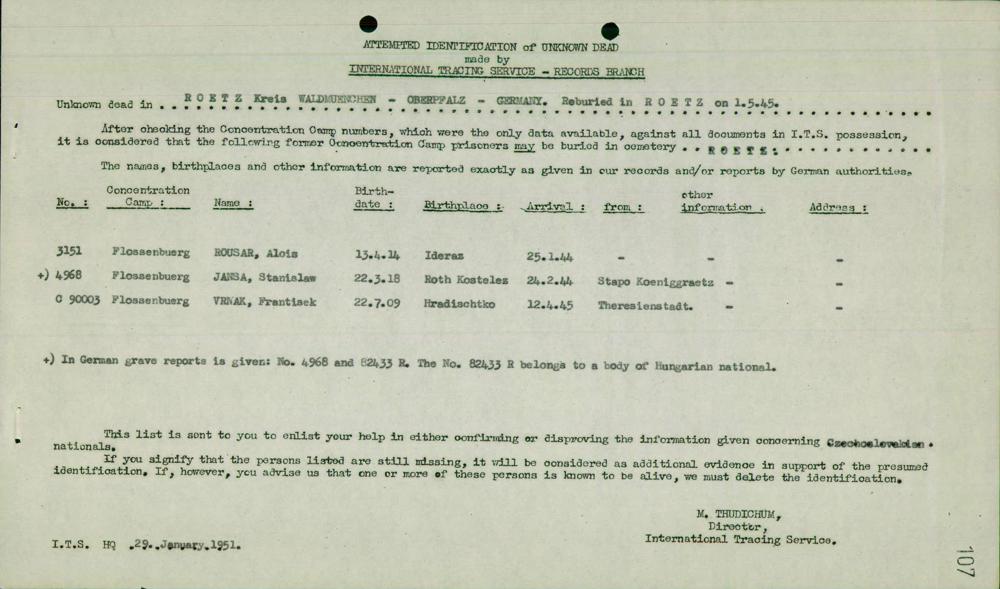 ATTEMPTED IDENTIFICATION of UNKNOWN DEAD
made by
INTERNATIONAL TRACING SERVICE - RECORDS BRANCH
Unknown dead in . . R O E T Z Kreis WALDMUENCHEN - OBERPFALZ - GERMANY. Reburied in R O E T Z on 1.5.45.
After checking the Concentration Camp numbers, which were the only data available, against all documents in I.T.S. possession,
it is considered that the following former Concentration Camp prisoners may be buried in cemetery . . R O E T Z .
The names, birthplaces and other information are reported exactly as given in our records and/or reports by German authorities.
No. : Concentration Camp : Name : Birth-date : Birthplace : Arrival : from : other information . Address :
3151 Flossenbuerg ROUSAR, Alois 13.4.14 Ideraz 25.1.44 - - -
+) 4968 Flossenbuerg JANSA, Stanislaw 22.3.18 Roth Kostelez 24.2.44 Stapo Koeniggraetz - -
C 90003 Flossenbuerg VRNAK, Frantisek 22.7.09 Hradischtko 12.4.45 Theresienstadt. - -
+) In German grave reports is given: No. 4968 and 82433 R. The No. 82433 R belongs to a body of Hungarian national.
This list is sent to you to enlist your help in either confirming or disproving the information given concerning Czechoslovakian .
nationals.
If you signify that the persons listed are still missing, it will be considered as additional evidence in support of the presumed
identification. If, however, you advise us that one or more of these persons is known to be alive, we must delete the identification.
M. THUDICHUM,
Director,
International Tracing Service.
I.T.S. HQ .29..January.1951.
107